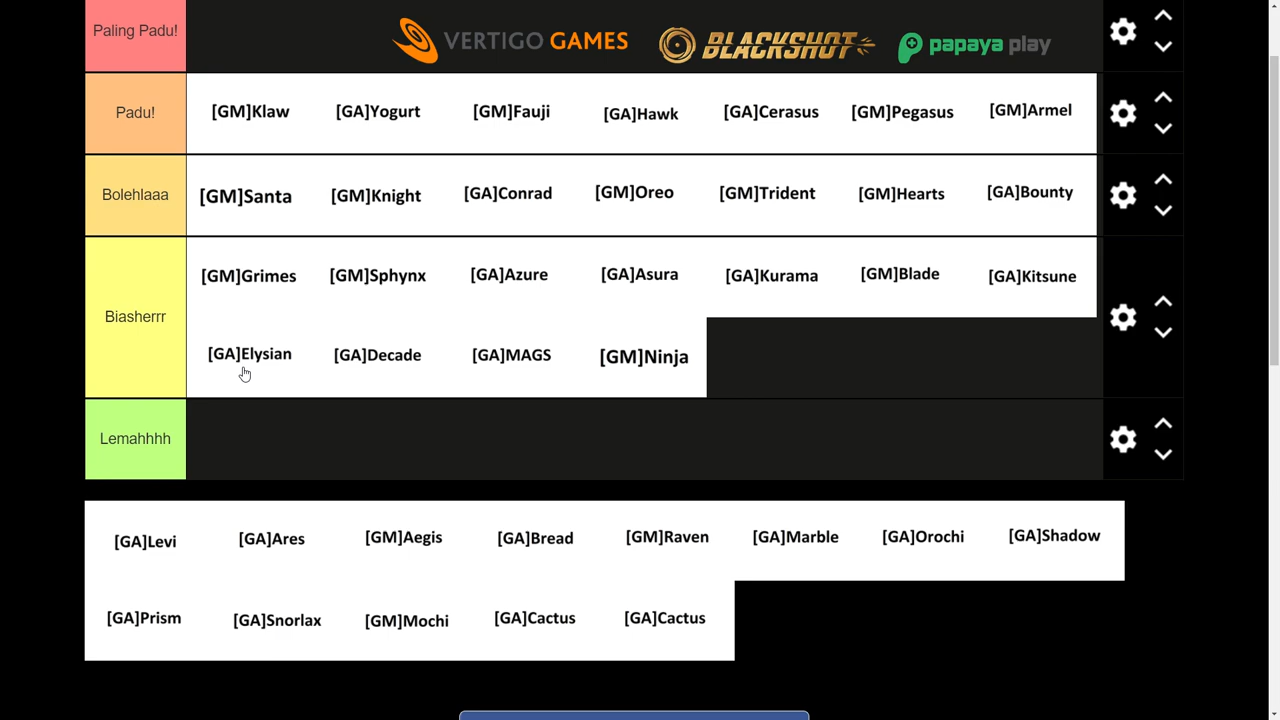 Paling Padu!
VERTIGO GAMES BLACKSHOT papaya play
Padu!
[GM]Klaw [GA]Yogurt [GM]Fauji [GA]Hawk [GA]Cerasus [GM]Pegasus [GM]Armel
Bolehlaaa
[GM]Santa [GM]Knight [GA]Conrad [GM]Oreo [GM]Trident [GM]Hearts [GA]Bounty
Biasherrr
[GM]Grimes [GM]Sphynx [GA]Azure [GA]Asura [GA]Kurama [GM]Blade [GA]Kitsune
[GA]Elysian [GA]Decade [GA]MAGS [GM]Ninja
Lemahhhh
[GA]Levi [GA]Ares [GM]Aegis [GA]Bread [GM]Raven [GA]Marble [GA]Orochi [GA]Shadow
[GA]Prism [GA]Snorlax [GM]Mochi [GA]Cactus [GA]Cactus